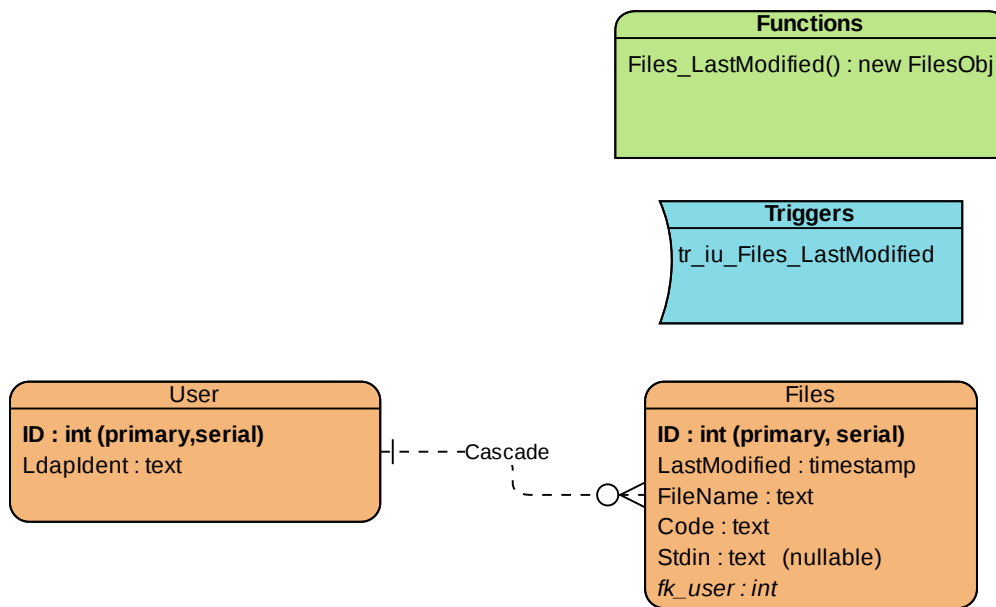 Functions
Files_LastModified() : new FilesObj
Triggers
tr_iu_Files_LastModified
User
ID : int (primary,serial)
LdapIdent : text
Cascade
Files
ID : int (primary, serial)
LastModified : timestamp
FileName : text
Code : text
Stdin : text (nullable)
fk_user : int